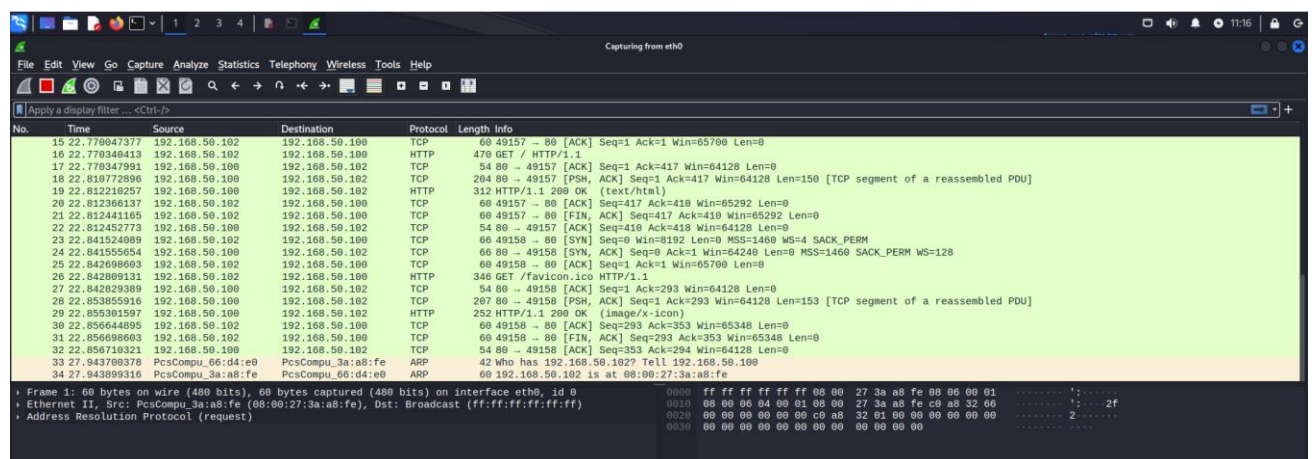 1 2 3 4 11:16
Capturing from eth0
File Edit View Go Capture Analyze Statistics Telephony Wireless Tools Help
Apply a display filter ... <Ctrl-/>
No. Time Source Destination Protocol Length Info
15 22.770047377 192.168.50.102 192.168.50.100 TCP 60 49157 → 80 [ACK] Seq=1 Ack=1 Win=65700 Len=0
16 22.770340413 192.168.50.102 192.168.50.100 HTTP 470 GET / HTTP/1.1
17 22.770347991 192.168.50.100 192.168.50.102 TCP 54 80 → 49157 [ACK] Seq=1 Ack=417 Win=64128 Len=0
18 22.810772896 192.168.50.100 192.168.50.102 TCP 204 80 → 49157 [PSH, ACK] Seq=1 Ack=417 Win=64128 Len=150 [TCP segment of a reassembled PDU]
19 22.812210257 192.168.50.100 192.168.50.102 HTTP 312 HTTP/1.1 200 OK (text/html)
20 22.812366137 192.168.50.102 192.168.50.100 TCP 60 49157 → 80 [ACK] Seq=417 Ack=410 Win=65292 Len=0
21 22.812441165 192.168.50.102 192.168.50.100 TCP 60 49157 → 80 [FIN, ACK] Seq=417 Ack=410 Win=65292 Len=0
22 22.812452773 192.168.50.100 192.168.50.102 TCP 54 80 → 49157 [ACK] Seq=410 Ack=418 Win=64128 Len=0
23 22.841524089 192.168.50.102 192.168.50.100 TCP 66 49158 → 80 [SYN] Seq=0 Win=8192 Len=0 MSS=1460 WS=4 SACK_PERM
24 22.841555654 192.168.50.100 192.168.50.102 TCP 66 80 → 49158 [SYN, ACK] Seq=0 Ack=1 Win=64240 Len=0 MSS=1460 SACK_PERM WS=128
25 22.842698603 192.168.50.102 192.168.50.100 TCP 60 49158 → 80 [ACK] Seq=1 Ack=1 Win=65700 Len=0
26 22.842809131 192.168.50.102 192.168.50.100 HTTP 346 GET /favicon.ico HTTP/1.1
27 22.842829389 192.168.50.100 192.168.50.102 TCP 54 80 → 49158 [ACK] Seq=1 Ack=293 Win=64128 Len=0
28 22.853855916 192.168.50.100 192.168.50.102 TCP 207 80 → 49158 [PSH, ACK] Seq=1 Ack=293 Win=64128 Len=153 [TCP segment of a reassembled PDU]
29 22.855301597 192.168.50.100 192.168.50.102 HTTP 252 HTTP/1.1 200 OK (image/x-icon)
30 22.856644895 192.168.50.102 192.168.50.100 TCP 60 49158 → 80 [ACK] Seq=293 Ack=353 Win=65348 Len=0
31 22.856698603 192.168.50.102 192.168.50.100 TCP 60 49158 → 80 [FIN, ACK] Seq=293 Ack=353 Win=65348 Len=0
32 22.856710321 192.168.50.100 192.168.50.102 TCP 54 80 → 49158 [ACK] Seq=353 Ack=294 Win=64128 Len=0
33 27.943700378 PcsCompu_66:d4:e0 PcsCompu_3a:a8:fe ARP 42 Who has 192.168.50.102? Tell 192.168.50.100
34 27.943899316 PcsCompu_3a:a8:fe PcsCompu_66:d4:e0 ARP 60 192.168.50.102 is at 08:00:27:3a:a8:fe
Frame 1: 60 bytes on wire (480 bits), 60 bytes captured (480 bits) on interface eth0, id 0
Ethernet II, Src: PcsCompu_3a:a8:fe (08:00:27:3a:a8:fe), Dst: Broadcast (ff:ff:ff:ff:ff:ff)
Address Resolution Protocol (request)
0000 ff ff ff ff ff ff 08 00 27 3a a8 fe 08 06 00 01 ········ ':······
0010 08 00 06 04 00 01 08 00 27 3a a8 fe c0 a8 32 66 ········ ':····2f
0020 00 00 00 00 00 00 c0 a8 32 01 00 00 00 00 00 00 ········ 2·······
0030 00 00 00 00 00 00 00 00 00 00 00 00 ········ ····